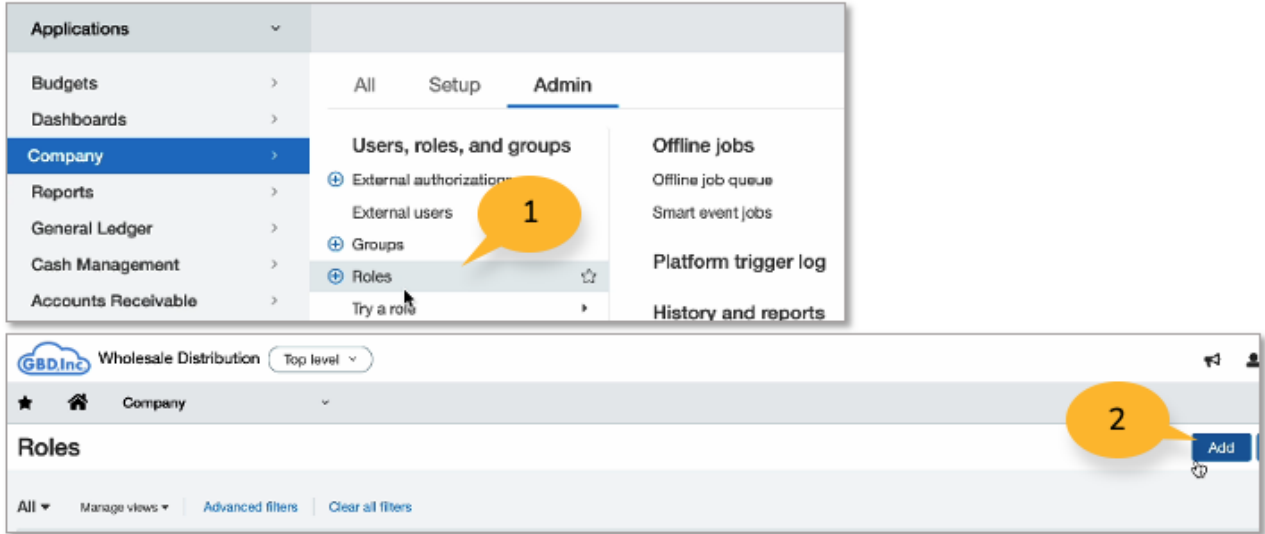 Applications
All Setup Admin
Budgets
Dashboards
Company
Reports
General Ledger
Cash Management
Accounts Receivable
Users, roles, and groups
External authorizations
External users
Groups
Roles
Try a role
1
Offline jobs
Offline job queue
Smart event jobs
Platform trigger log
History and reports
GBD.Inc Wholesale Distribution Top level
Company
2
Roles Add
All Manage views Advanced filters Clear all filters